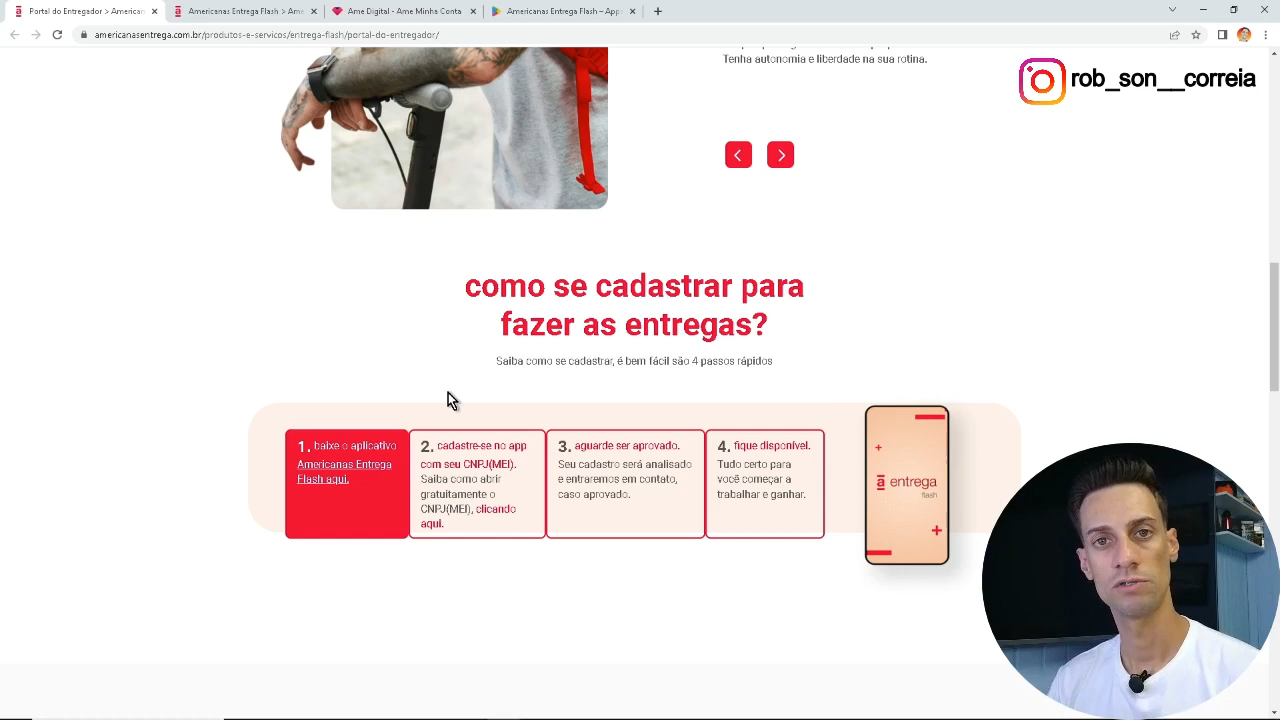 Portal do Entregador > American
Americanas Entrega Flash > Ame
Ame Digital - Ame Minha Conta
Americanas Entrega Flash – Apps
americanasentrega.com.br/produtos-e-servicos/entrega-flash/portal-do-entregador/
Tenha autonomia e liberdade na sua rotina.
rob_son__correia
como se cadastrar para
fazer as entregas?
Saiba como se cadastrar, é bem fácil são 4 passos rápidos
1. baixe o aplicativo
Americanas Entrega
Flash aqui.
2. cadastre-se no app
com seu CNPJ(MEI).
Saiba como abrir
gratuitamente o
CNPJ(MEI), clicando
aqui.
3. aguarde ser aprovado.
Seu cadastro será analisado
e entraremos em contato,
caso aprovado.
4. fique disponível.
Tudo certo para
você começar a
trabalhar e ganhar.
a entrega
flash